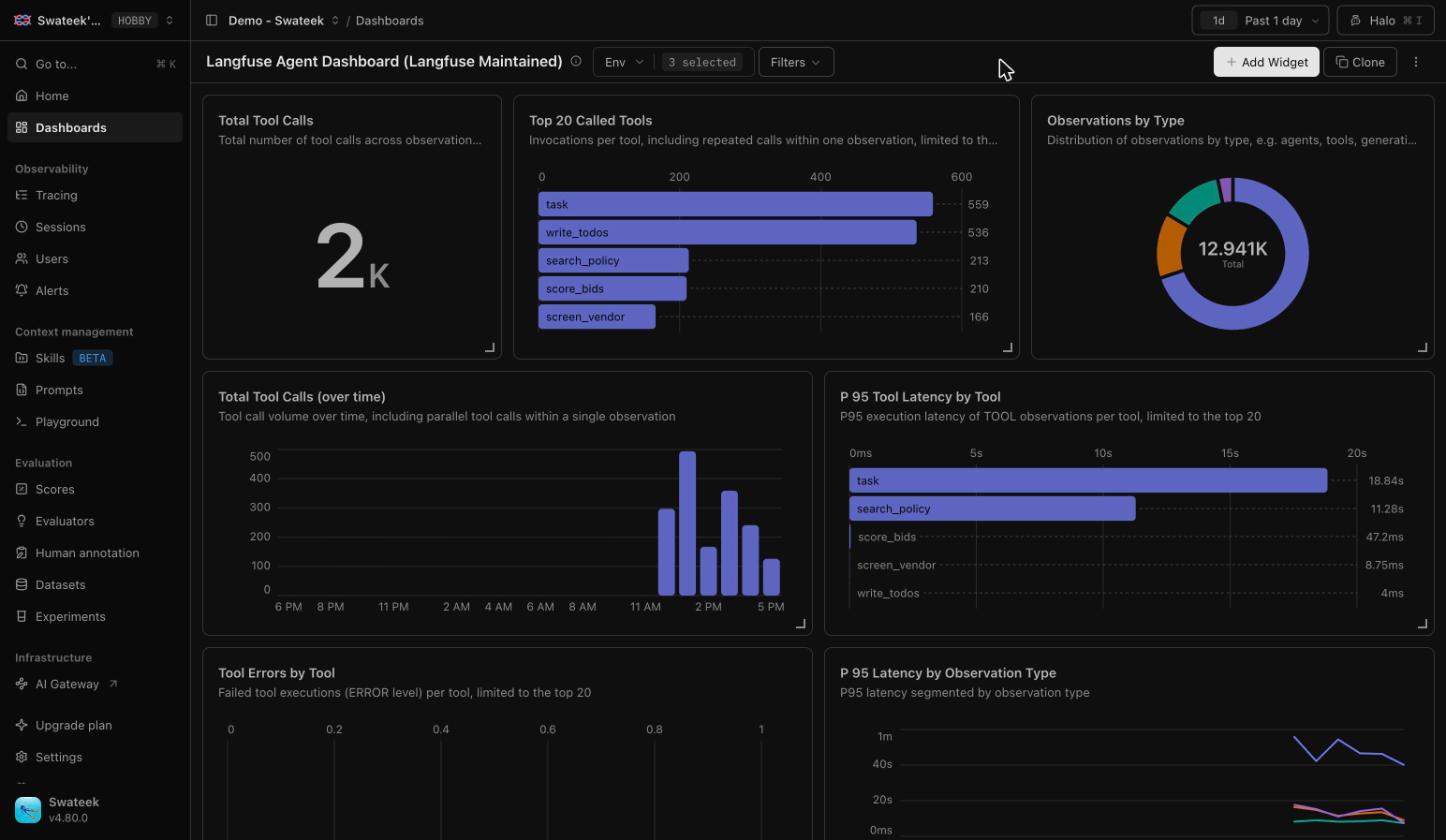 Swateek'... HOBBY
Demo - Swateek / Dashboards
1d Past 1 day
Halo ⌘ I
Go to... ⌘ K
Home
Dashboards
Observability
Tracing
Sessions
Users
Alerts
Context management
Skills BETA
Prompts
Playground
Evaluation
Scores
Evaluators
Human annotation
Datasets
Experiments
Infrastructure
AI Gateway
Upgrade plan
Settings
Swateek
v4.80.0
Langfuse Agent Dashboard (Langfuse Maintained)
Env 3 selected
Filters
+ Add Widget
Clone
Total Tool Calls
Total number of tool calls across observation...
2K
Top 20 Called Tools
Invocations per tool, including repeated calls within one observation, limited to th...
0 200 400 600
task 559
write_todos 536
search_policy 213
score_bids 210
screen_vendor 166
Observations by Type
Distribution of observations by type, e.g. agents, tools, generati...
12.941K
Total
Total Tool Calls (over time)
Tool call volume over time, including parallel tool calls within a single observation
500
400
300
200
100
0
6 PM 8 PM 11 PM 2 AM 4 AM 6 AM 8 AM 11 AM 2 PM 5 PM
P 95 Tool Latency by Tool
P95 execution latency of TOOL observations per tool, limited to the top 20
0ms 5s 10s 15s 20s
task 18.84s
search_policy 11.28s
score_bids 47.2ms
screen_vendor 8.75ms
write_todos 4ms
Tool Errors by Tool
Failed tool executions (ERROR level) per tool, limited to the top 20
0 0.2 0.4 0.6 0.8 1
P 95 Latency by Observation Type
P95 latency segmented by observation type
1m
40s
20s
0ms